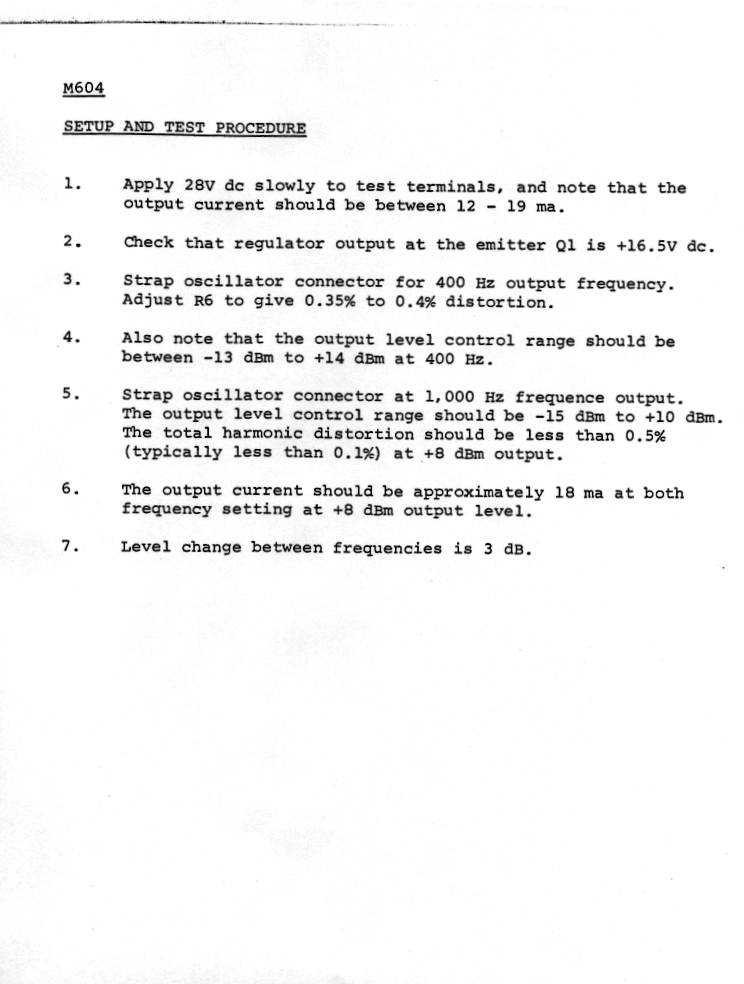 M604
SETUP AND TEST PROCEDURE
1. Apply 28V dc slowly to test terminals, and note that the
output current should be between 12 - 19 ma.
2. Check that regulator output at the emitter Q1 is +16.5V dc.
3. Strap oscillator connector for 400 Hz output frequency.
Adjust R6 to give 0.35% to 0.4% distortion.
4. Also note that the output level control range should be
between -13 dBm to +14 dBm at 400 Hz.
5. Strap oscillator connector at 1,000 Hz frequence output.
The output level control range should be -15 dBm to +10 dBm.
The total harmonic distortion should be less than 0.5%
(typically less than 0.1%) at +8 dBm output.
6. The output current should be approximately 18 ma at both
frequency setting at +8 dBm output level.
7. Level change between frequencies is 3 dB.